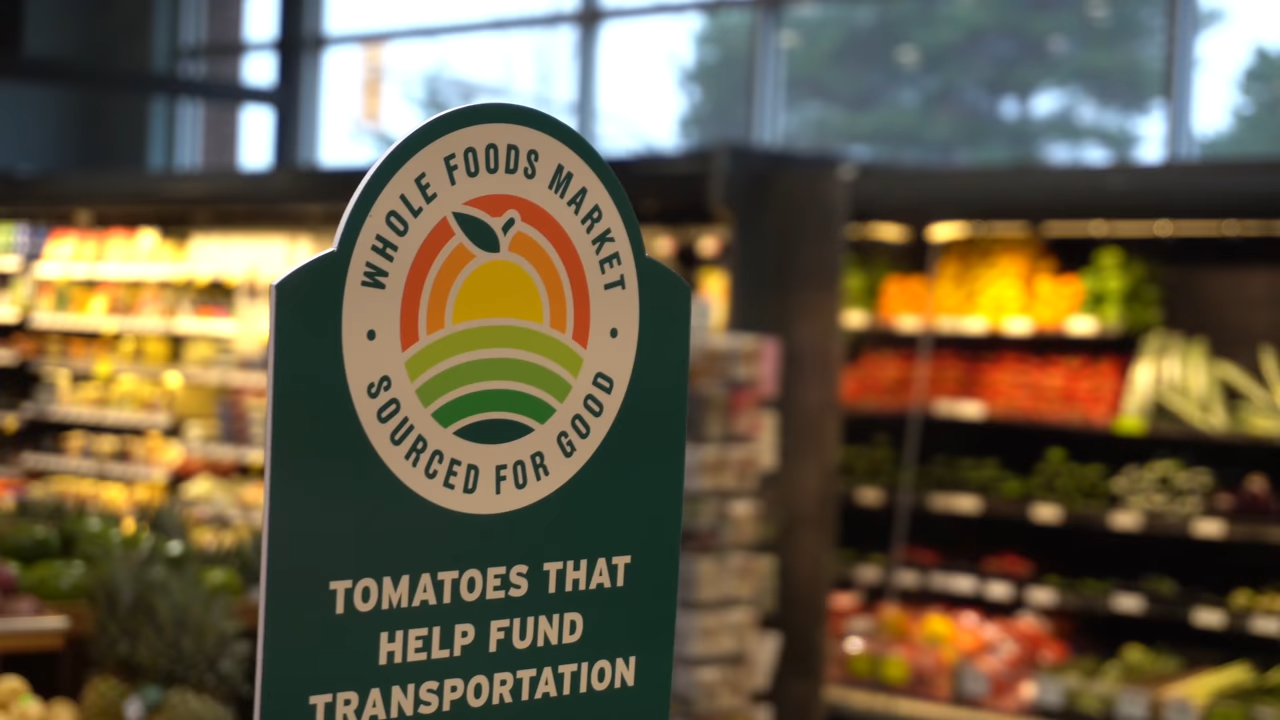 WHOLE FOODS MARKET
SOURCED FOR GOOD
TOMATOES THAT
HELP FUND
TRANSPORTATION